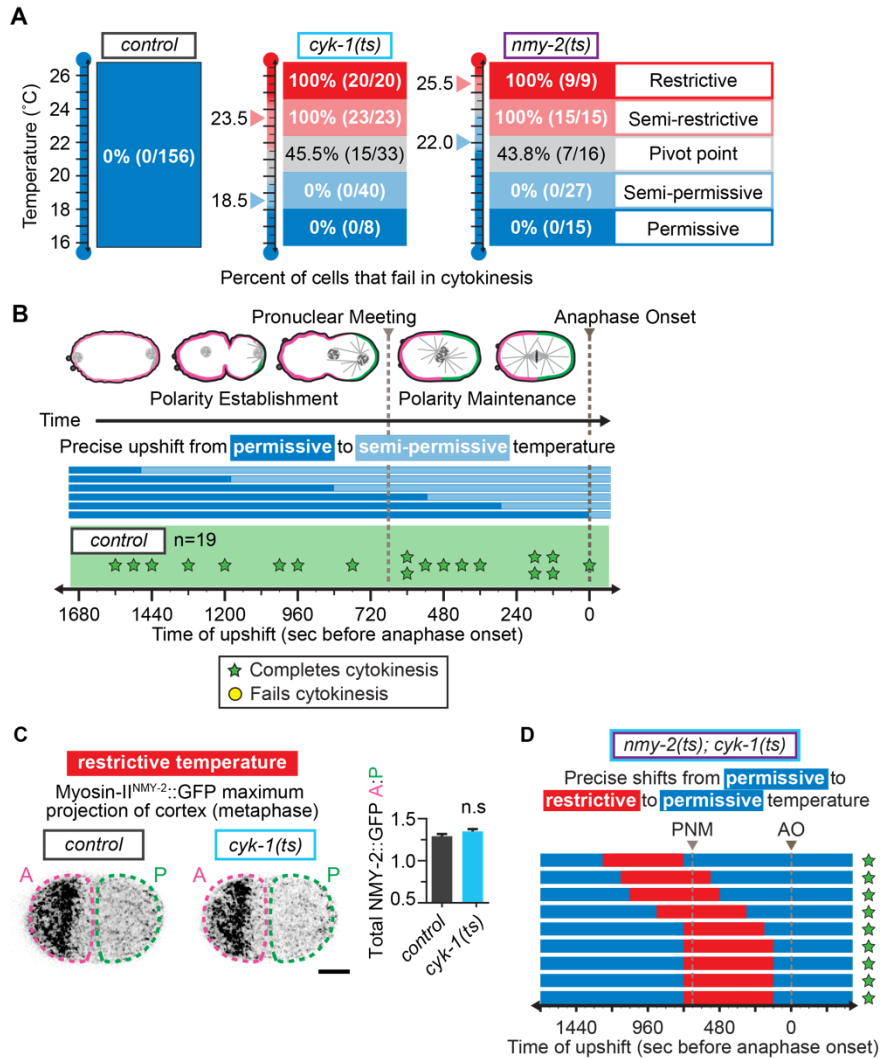 A
control
cyk-1(ts)
nmy-2(ts)
Temperature (°C)
26
24
22
20
18
16
0% (0/156)
23.5
18.5
100% (20/20)
100% (23/23)
45.5% (15/33)
0% (0/40)
0% (0/8)
25.5
22.0
100% (9/9)
100% (15/15)
43.8% (7/16)
0% (0/27)
0% (0/15)
Restrictive
Semi-restrictive
Pivot point
Semi-permissive
Permissive
Percent of cells that fail in cytokinesis
B
Pronuclear Meeting
Anaphase Onset
Polarity Establishment
Polarity Maintenance
Time
Precise upshift from permissive to semi-permissive temperature
control n=19
1680 1440 1200 960 720 480 240 0
Time of upshift (sec before anaphase onset)
Completes cytokinesis
Fails cytokinesis
C
restrictive temperature
Myosin-II^NMY-2::GFP maximum
projection of cortex (metaphase)
control
cyk-1(ts)
A P A P
Total NMY-2::GFP A:P
1.5
1.0
0.5
n.s
control
cyk-1(ts)
D
nmy-2(ts); cyk-1(ts)
Precise shifts from permissive to
restrictive to permissive temperature
PNM AO
1440 960 480 0
Time of upshift (sec before anaphase onset)